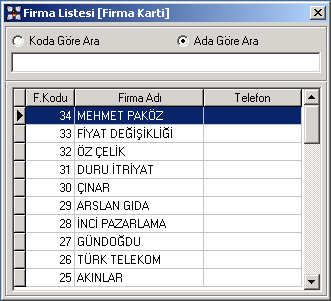 Firma Listesi [Firma Karti]
Koda Göre Ara Ada Göre Ara
F.Kodu Firma Adı Telefon
34 MEHMET PAKÖZ
33 FİYAT DEĞİŞİKLİĞİ
32 ÖZ ÇELİK
31 DURU İTRİYAT
30 ÇINAR
29 ARSLAN GIDA
28 İNCİ PAZARLAMA
27 GÜNDOĞDU
26 TÜRK TELEKOM
25 AKINLAR